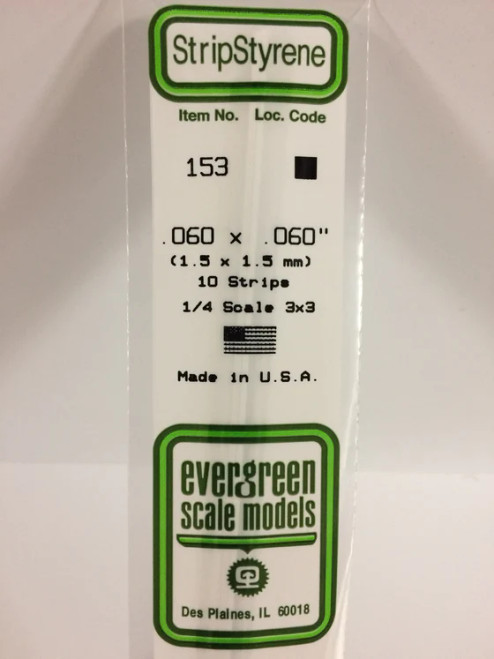 StripStyrene
Item No. Loc. Code
153
.060 x .060"
(1.5 x 1.5 mm)
10 Strips
1/4 Scale 3x3
Made in U.S.A.
evergreen
scale models
Des Plaines, IL 60018